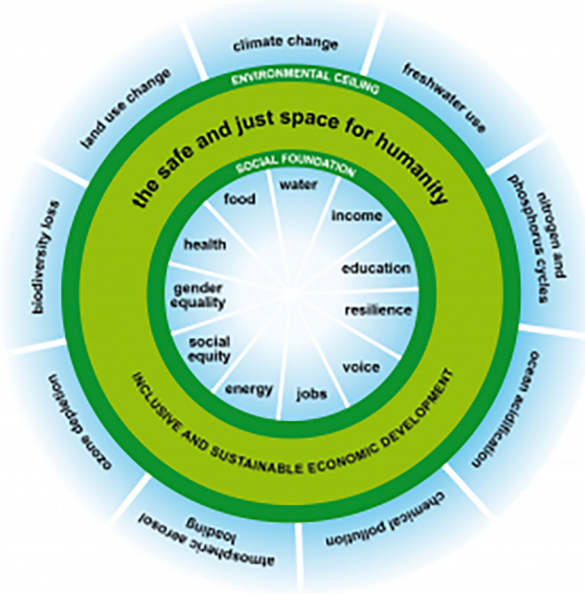 climate change
freshwater use
nitrogen and
phosphorus cycles
ocean acidification
chemical pollution
atmospheric aerosol
loading
ozone depletion
biodiversity loss
land use change
ENVIRONMENTAL CEILING
the safe and just space for humanity
SOCIAL FOUNDATION
water
income
education
resilience
voice
jobs
energy
social
equity
gender
equality
health
food
INCLUSIVE AND SUSTAINABLE ECONOMIC DEVELOPMENT